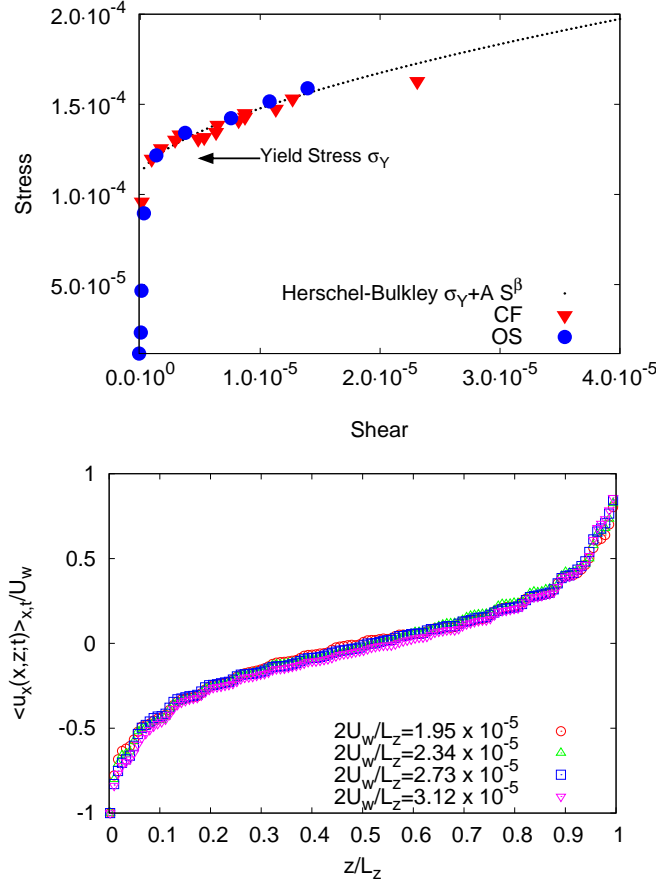 2.0·10⁻⁴
1.5·10⁻⁴
1.0·10⁻⁴
5.0·10⁻⁵
Stress
Yield Stress σ_Y
Herschel-Bulkley σ_Y+A S^β
CF
OS
0.0·10⁰ 1.0·10⁻⁵ 2.0·10⁻⁵ 3.0·10⁻⁵ 4.0·10⁻⁵
Shear
1
0.5
0
-0.5
-1
<u_x(x,z;t)>_x,t/U_w
2U_w/L_z=1.95 x 10⁻⁵
2U_w/L_z=2.34 x 10⁻⁵
2U_w/L_z=2.73 x 10⁻⁵
2U_w/L_z=3.12 x 10⁻⁵
0 0.1 0.2 0.3 0.4 0.5 0.6 0.7 0.8 0.9 1
z/L_z